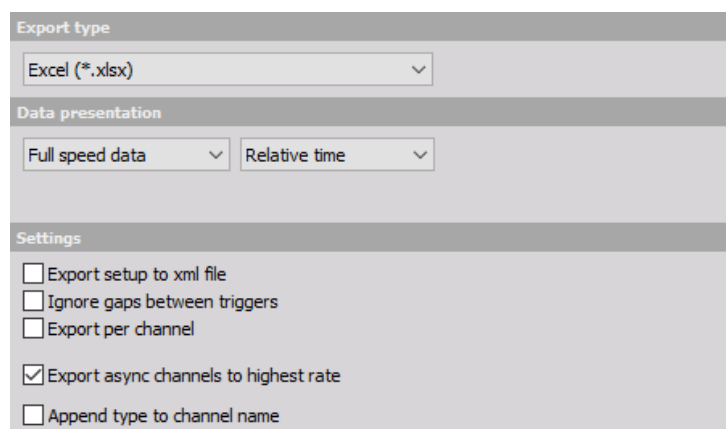 Export type
Excel (*.xlsx)
Data presentation
Full speed data Relative time
Settings
Export setup to xml file
Ignore gaps between triggers
Export per channel
Export async channels to highest rate
Append type to channel name